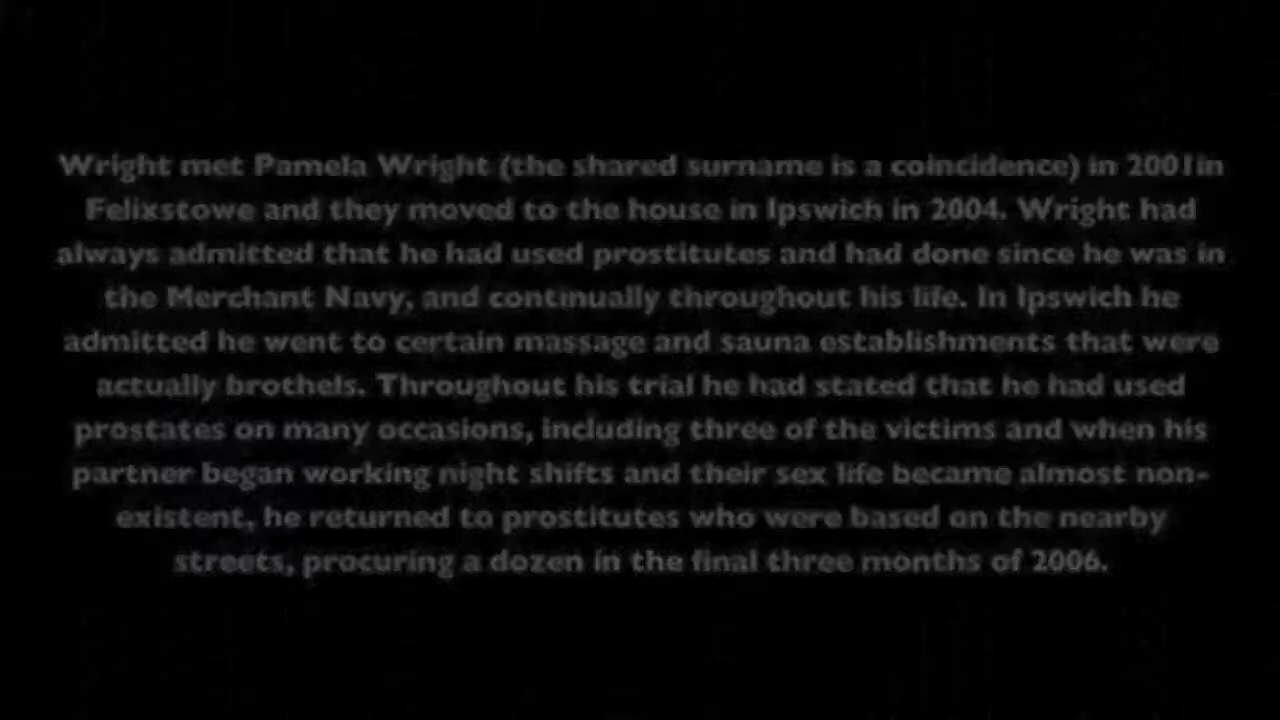 Wright met Pamela Wright (the shared surname is a coincidence) in 2001in
Felixstowe and they moved to the house in Ipswich in 2004. Wright had
always admitted that he had used prostitutes and had done since he was in
the Merchant Navy, and continually throughout his life. In Ipswich he
admitted he went to certain massage and sauna establishments that were
actually brothels. Throughout his trial he had stated that he had used
prostates on many occasions, including three of the victims and when his
partner began working night shifts and their sex life became almost non-
existent, he returned to prostitutes who were based on the nearby
streets, procuring a dozen in the final three months of 2006.